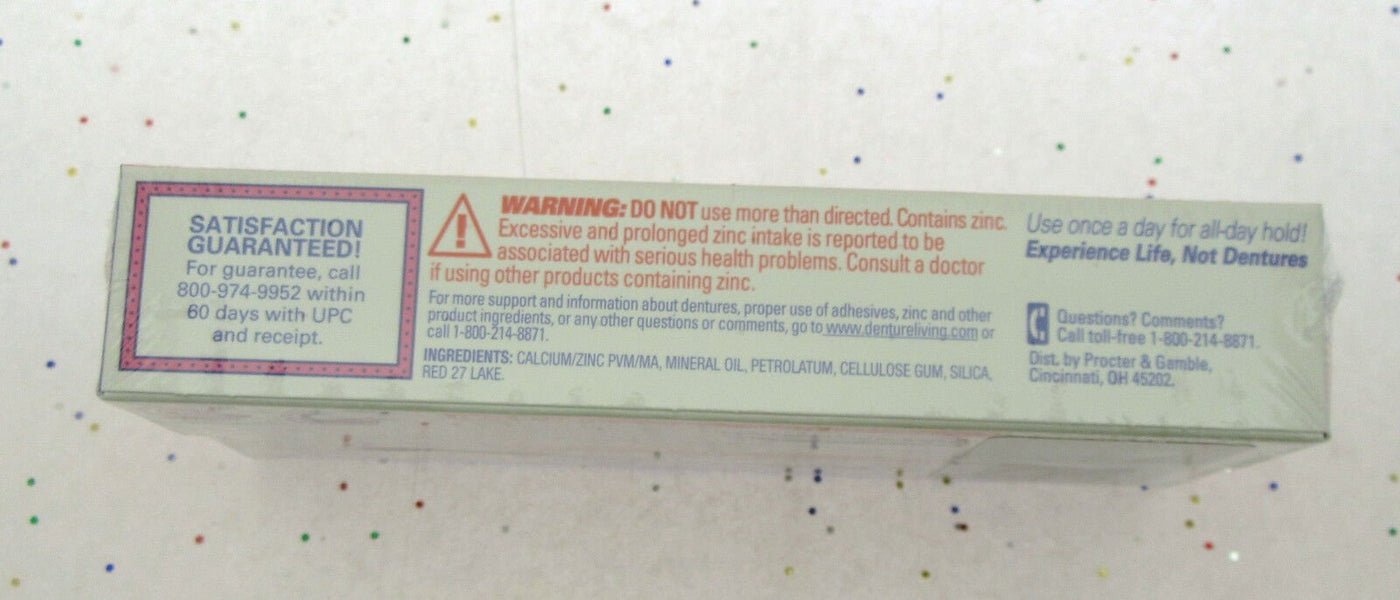 SATISFACTION
GUARANTEED!
For guarantee, call
800-974-9952 within
60 days with UPC
and receipt.
WARNING: DO NOT use more than directed. Contains zinc.
Excessive and prolonged zinc intake is reported to be
associated with serious health problems. Consult a doctor
if using other products containing zinc.
For more support and information about dentures, proper use of adhesives, zinc and other
product ingredients, or any other questions or comments, go to www.dentureliving.com or
call 1-800-214-8871.
INGREDIENTS: CALCIUM/ZINC PVM/MA, MINERAL OIL, PETROLATUM, CELLULOSE GUM, SILICA,
RED 27 LAKE.
Use once a day for all-day hold!
Experience Life, Not Dentures
Questions? Comments?
Call toll-free 1-800-214-8871.
Dist. by Procter & Gamble,
Cincinnati, OH 45202.